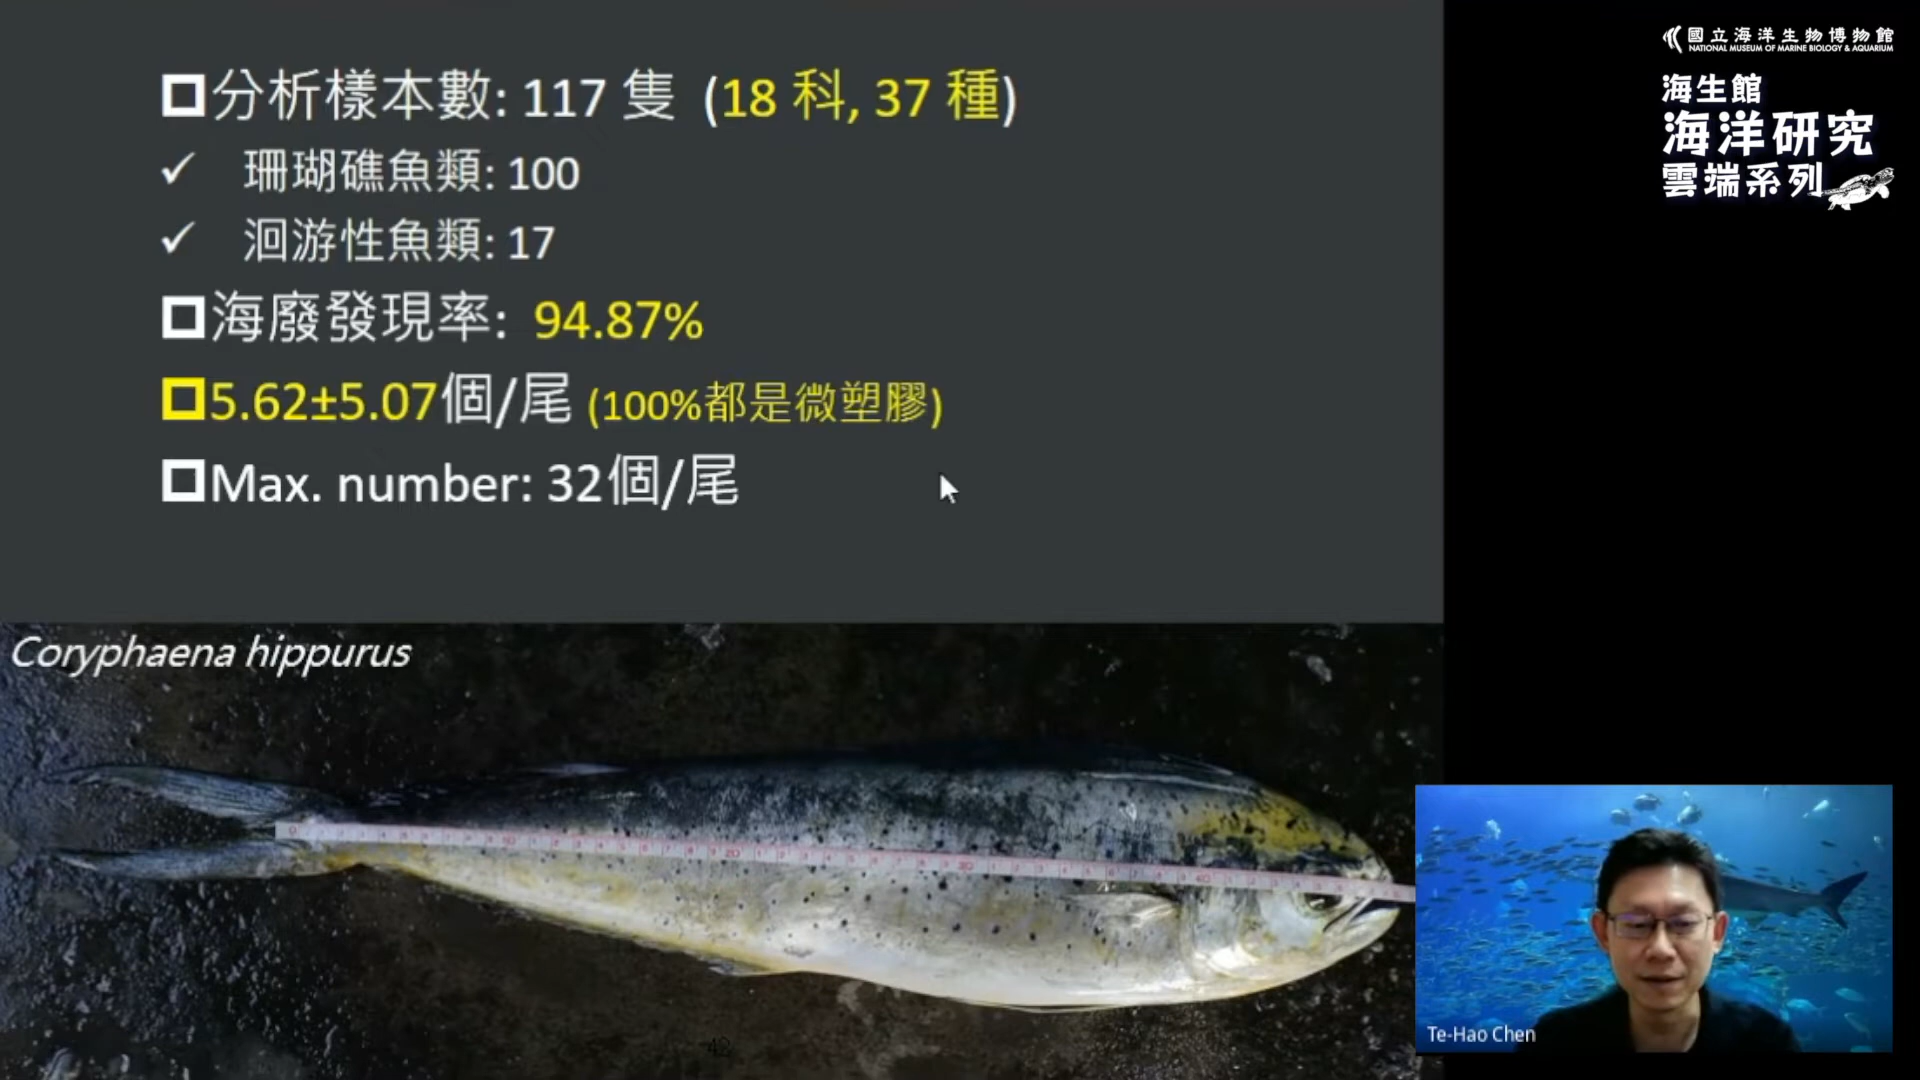 分析樣本數: 117 隻 (18 科, 37 種)
✓ 珊瑚礁魚類: 100
✓ 洄游性魚類: 17
海廢發現率: 94.87%
5.62±5.07個/尾 (100%都是微塑膠)
Max. number: 32個/尾
Coryphaena hippurus
42
國立海洋生物博物館
NATIONAL MUSEUM OF MARINE BIOLOGY & AQUARIUM
海生館
海洋研究
雲端系列
Te-Hao Chen